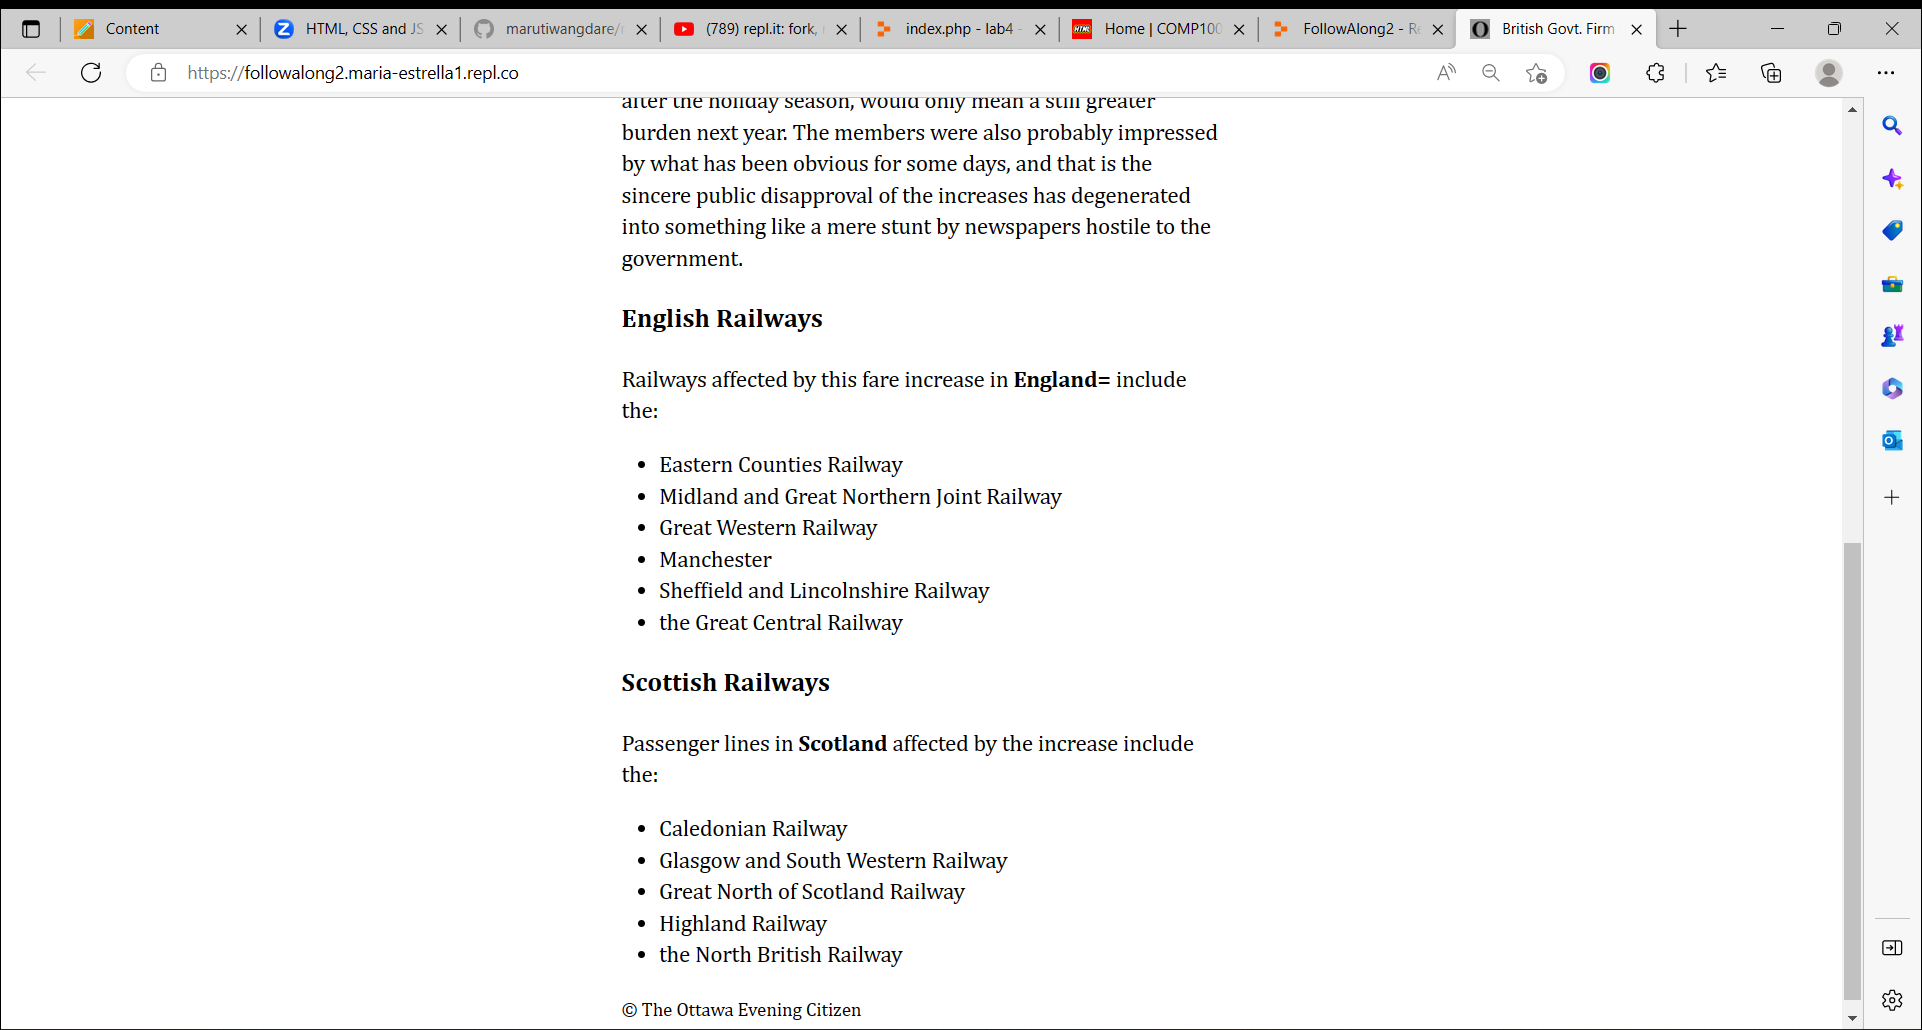 Content
HTML, CSS and JS
marutiwangdare/
(789) repl.it: fork,
index.php - lab4 -
Home | COMP100
FollowAlong2 - Re
British Govt. Firm
https://followalong2.maria-estrella1.repl.co
after the holiday season, would only mean a still greater
burden next year. The members were also probably impressed
by what has been obvious for some days, and that is the
sincere public disapproval of the increases has degenerated
into something like a mere stunt by newspapers hostile to the
government.
English Railways
Railways affected by this fare increase in England= include
the:
• Eastern Counties Railway
• Midland and Great Northern Joint Railway
• Great Western Railway
• Manchester
• Sheffield and Lincolnshire Railway
• the Great Central Railway
Scottish Railways
Passenger lines in Scotland affected by the increase include
the:
• Caledonian Railway
• Glasgow and South Western Railway
• Great North of Scotland Railway
• Highland Railway
• the North British Railway
© The Ottawa Evening Citizen